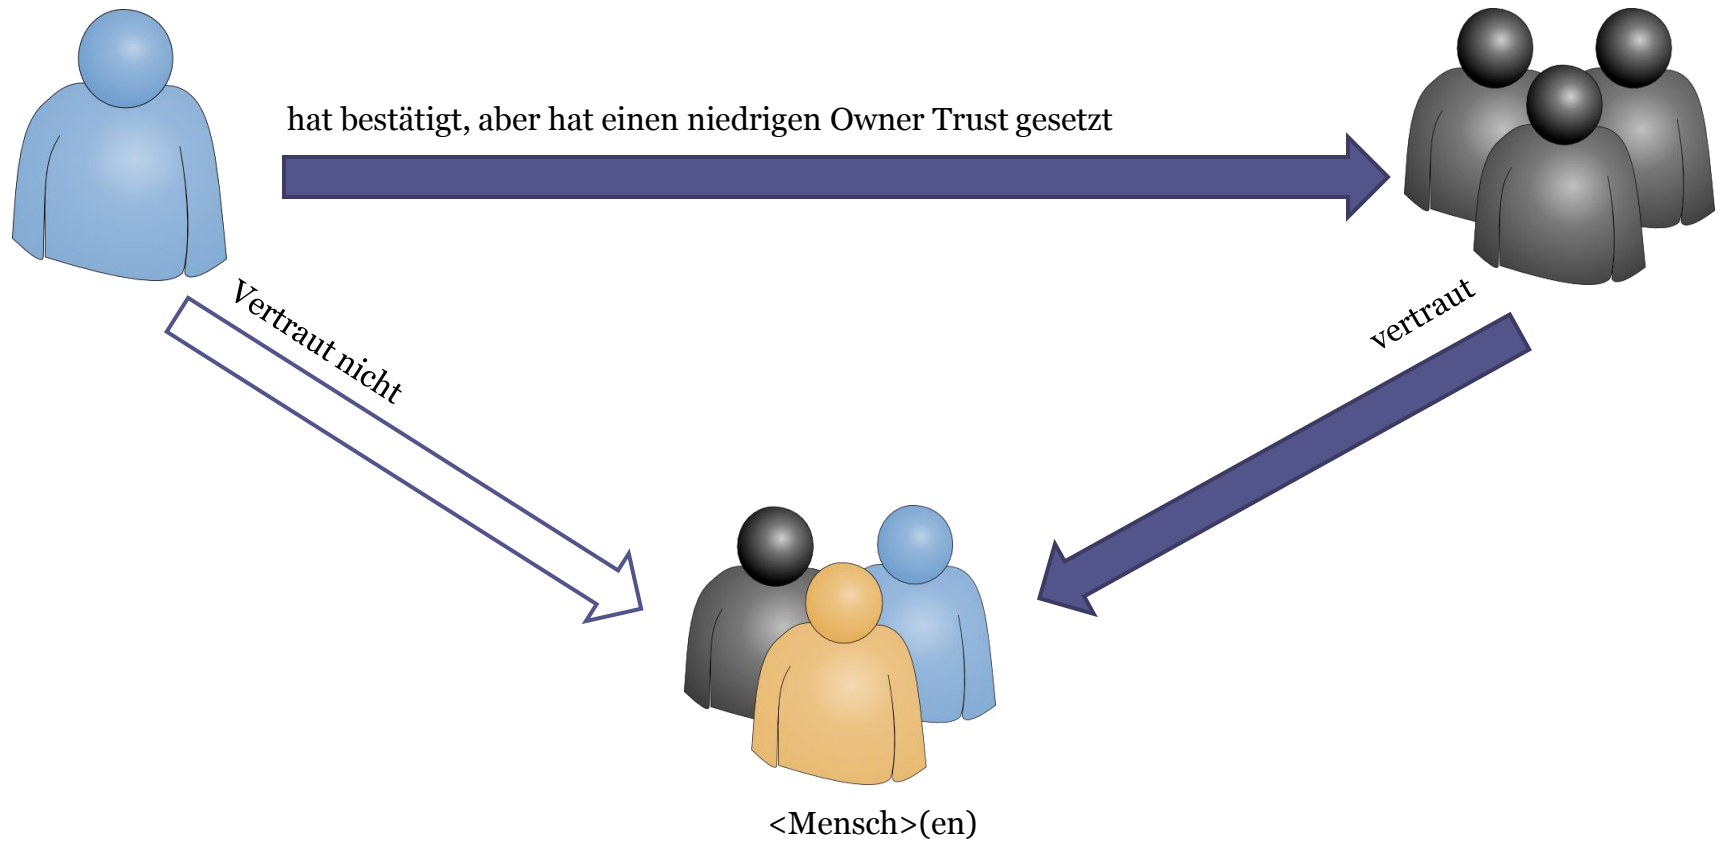 hat bestätigt, aber hat einen niedrigen Owner Trust gesetzt
Vertraut nicht
vertraut
<Mensch>(en)